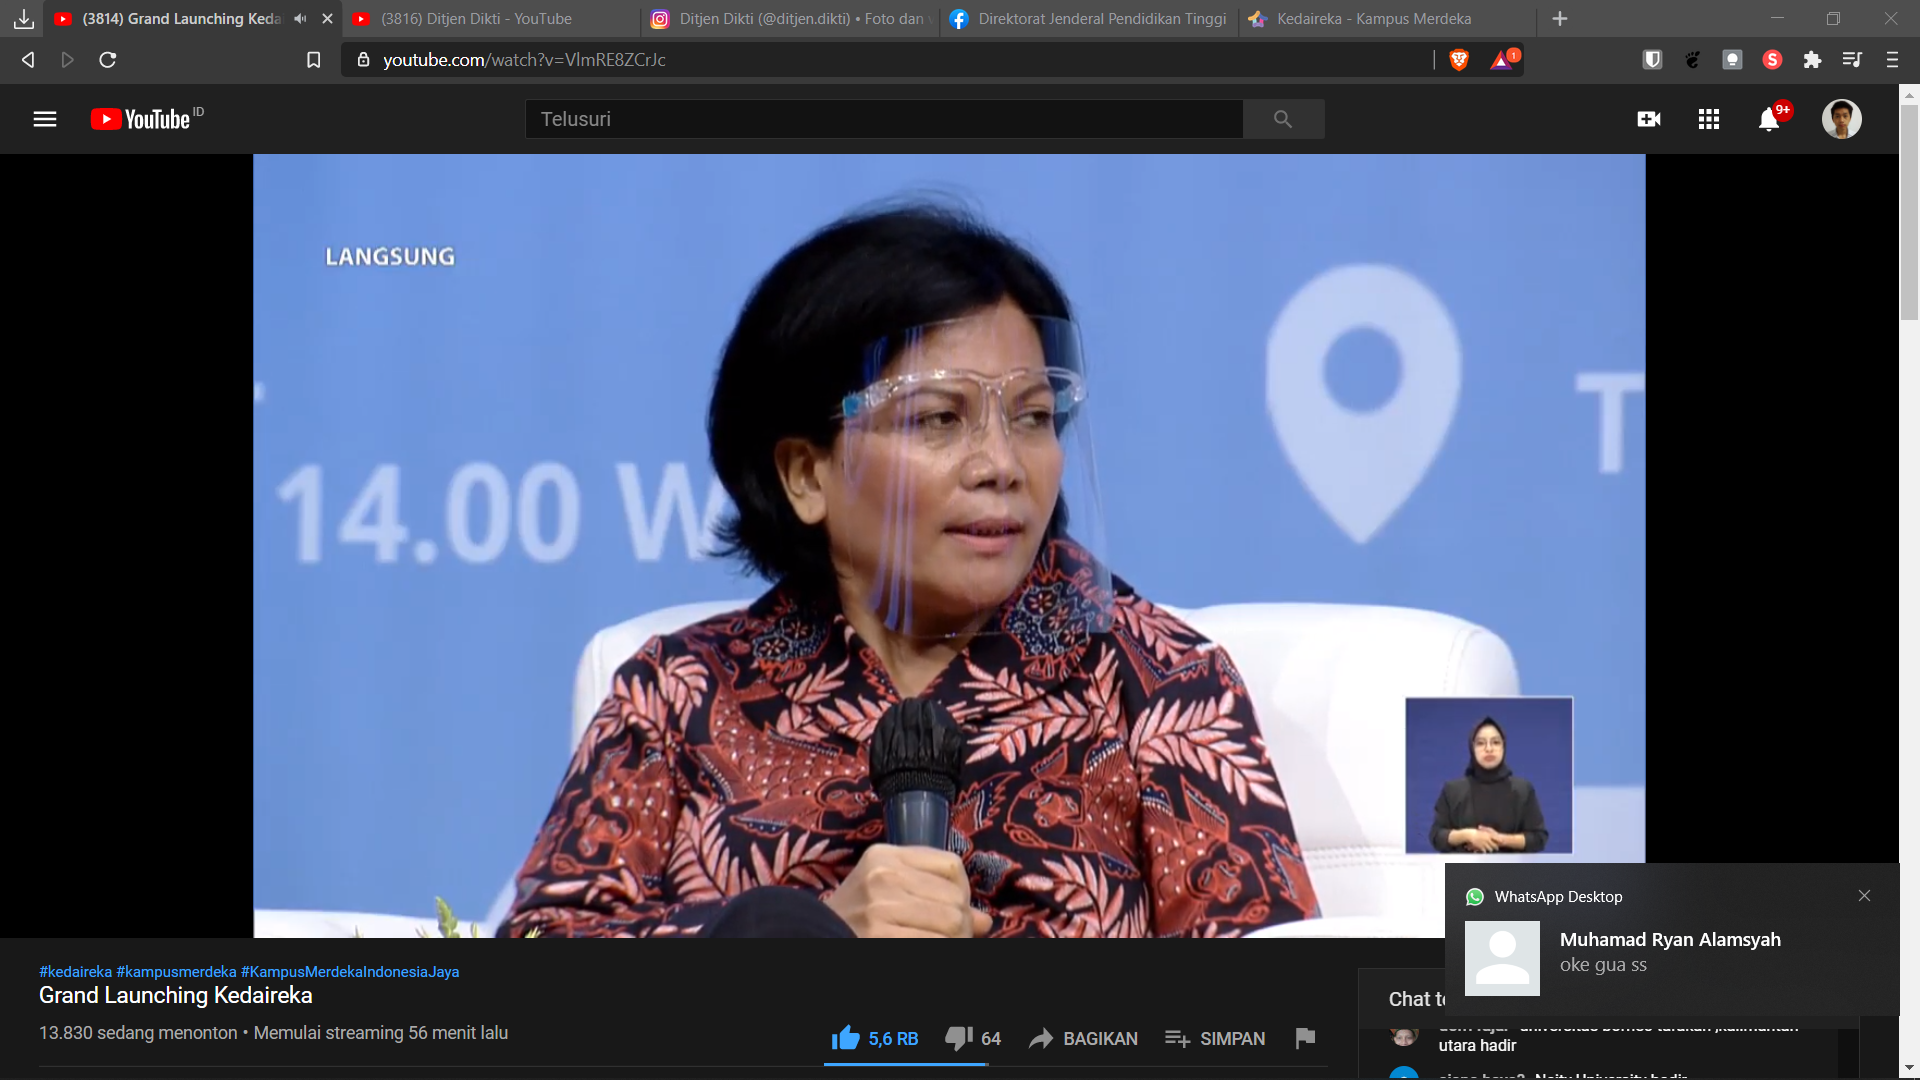 (3814) Grand Launching Keda
(3816) Ditjen Dikti - YouTube
Ditjen Dikti (@ditjen.dikti) • Foto dan v
Direktorat Jenderal Pendidikan Tinggi
Kedaireka - Kampus Merdeka
youtube.com/watch?v=VlmRE8ZCrJc
1
S
YouTube ID
Telusuri
9+
LANGSUNG
14.00 W
T
WhatsApp Desktop
Muhamad Ryan Alamsyah
oke gua ss
#kedaireka #kampusmerdeka #KampusMerdekaIndonesiaJaya
Grand Launching Kedaireka
13.830 sedang menonton • Memulai streaming 56 menit lalu
5,6 RB
64
BAGIKAN
SIMPAN
Chat t
utara hadir